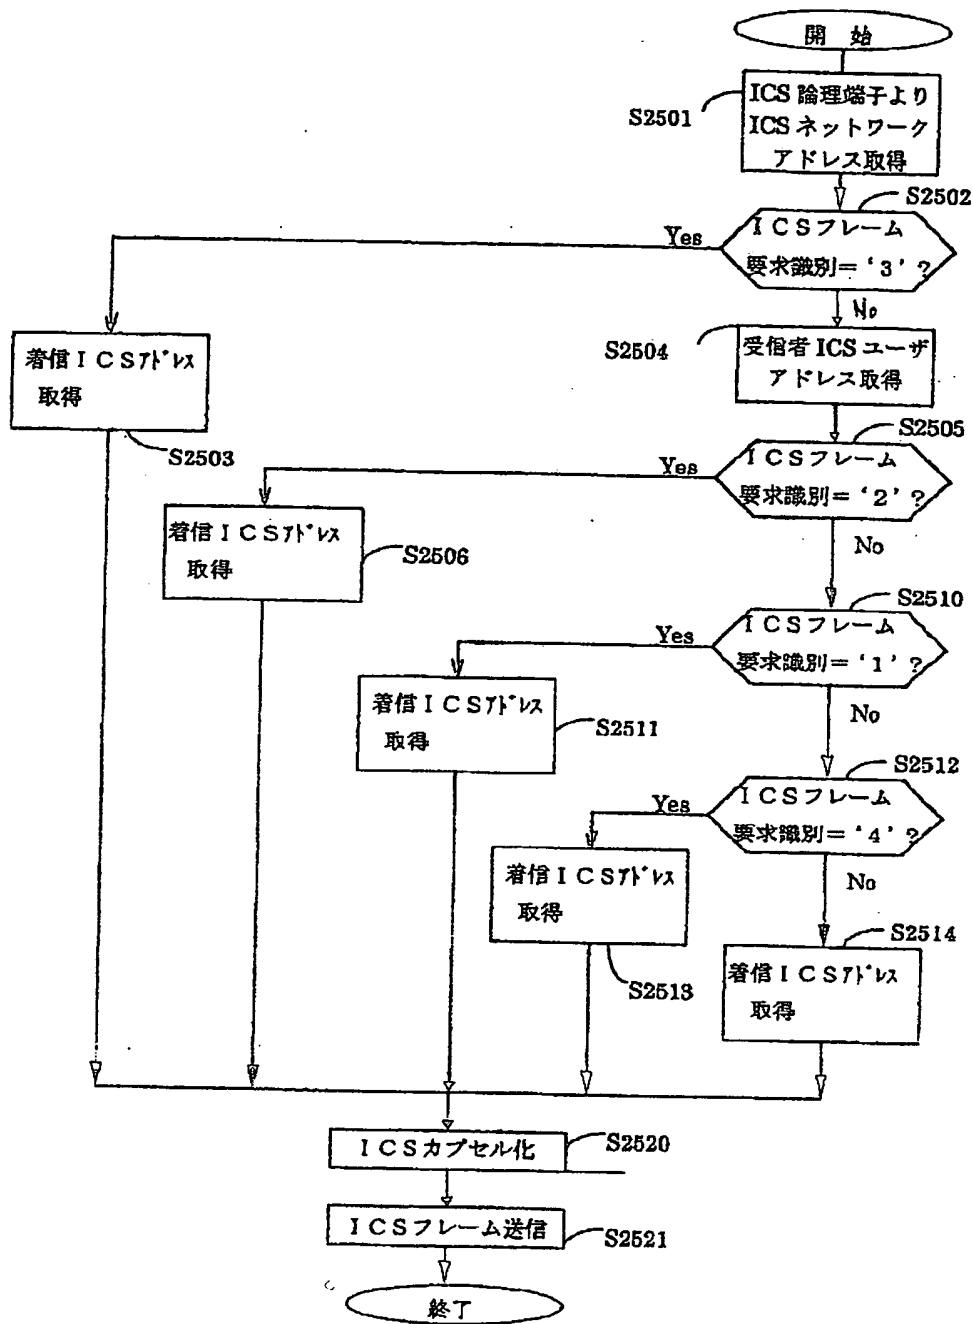 開 始
S2501
ICS 論理端子より
ICS ネットワーク
アドレス取得
S2502
ICSフレーム
要求識別=‘3’?
Yes
No
着信ICSアドレス
取得
S2503
S2504
受信者 ICS ユーザ
アドレス取得
S2505
ICSフレーム
要求識別=‘2’?
Yes
No
着信ICSアドレス
取得
S2506
S2510
ICSフレーム
要求識別=‘1’?
Yes
No
着信ICSアドレス
取得
S2511
S2512
ICSフレーム
要求識別=‘4’?
Yes
No
着信ICSアドレス
取得
S2513
S2514
着信ICSアドレス
取得
ICSカプセル化
S2520
ICSフレーム送信
S2521
終了